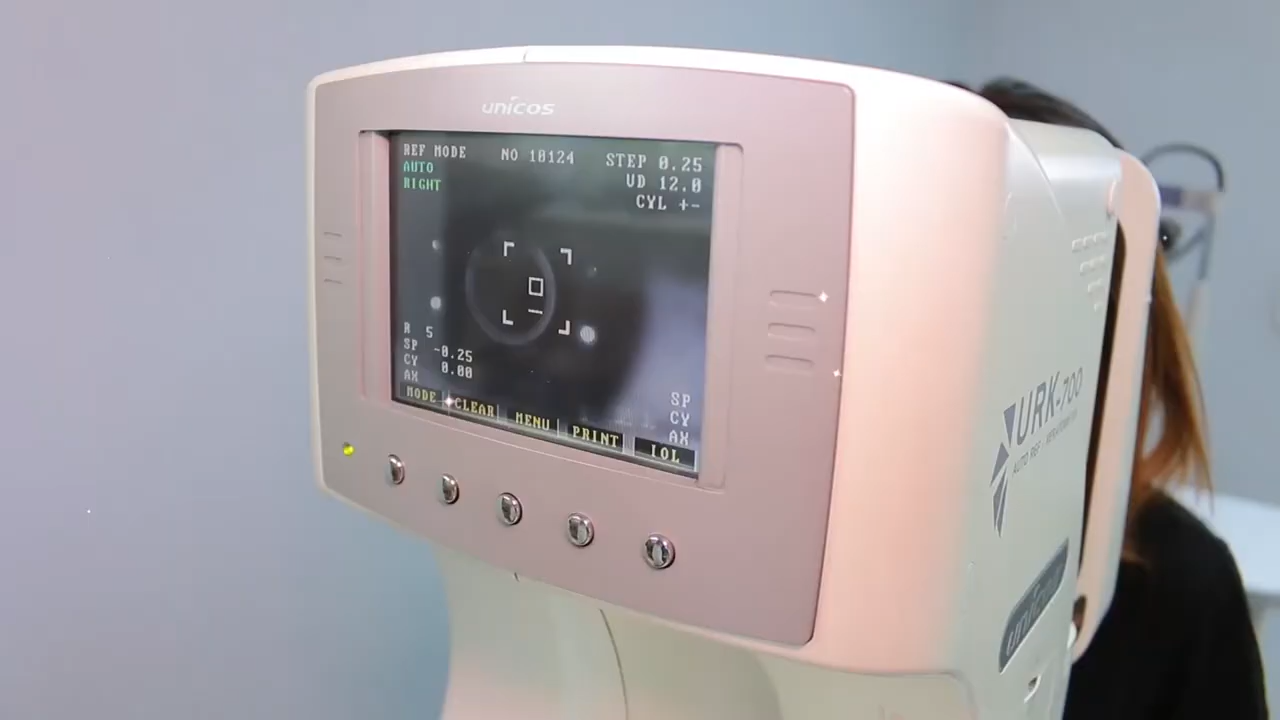 unicos
REF MODE NO 10124 STEP 0.25
AUTO VD 12.0
RIGHT CYL +-
R 5
SP -0.25
CY 0.00
AX
SP
CY
AX
MODE CLEAR MENU PRINT IOL
URK-700
AUTO REF
unicos